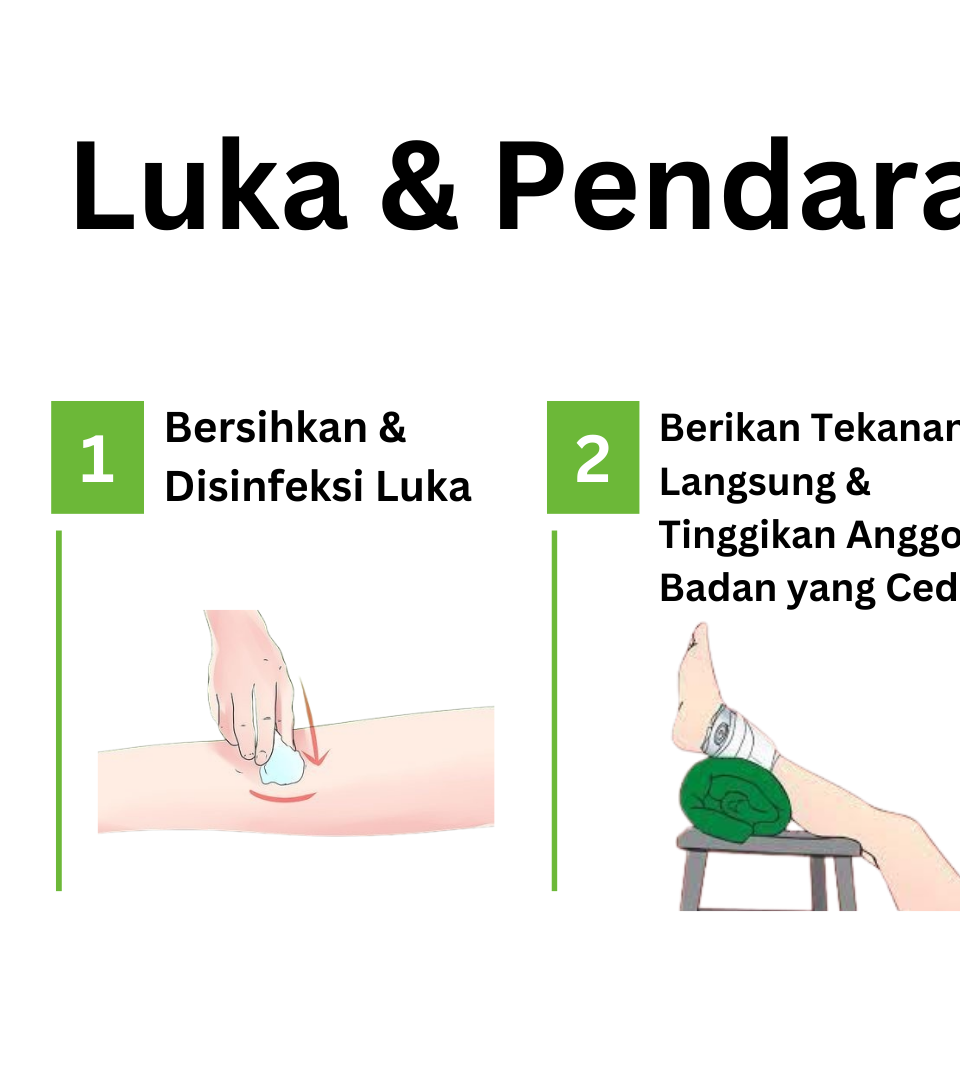 Luka & Pendara
1
Bersihkan &
Disinfeksi Luka
2
Berikan Tekanan
Langsung &
Tinggikan Anggo
Badan yang Ced